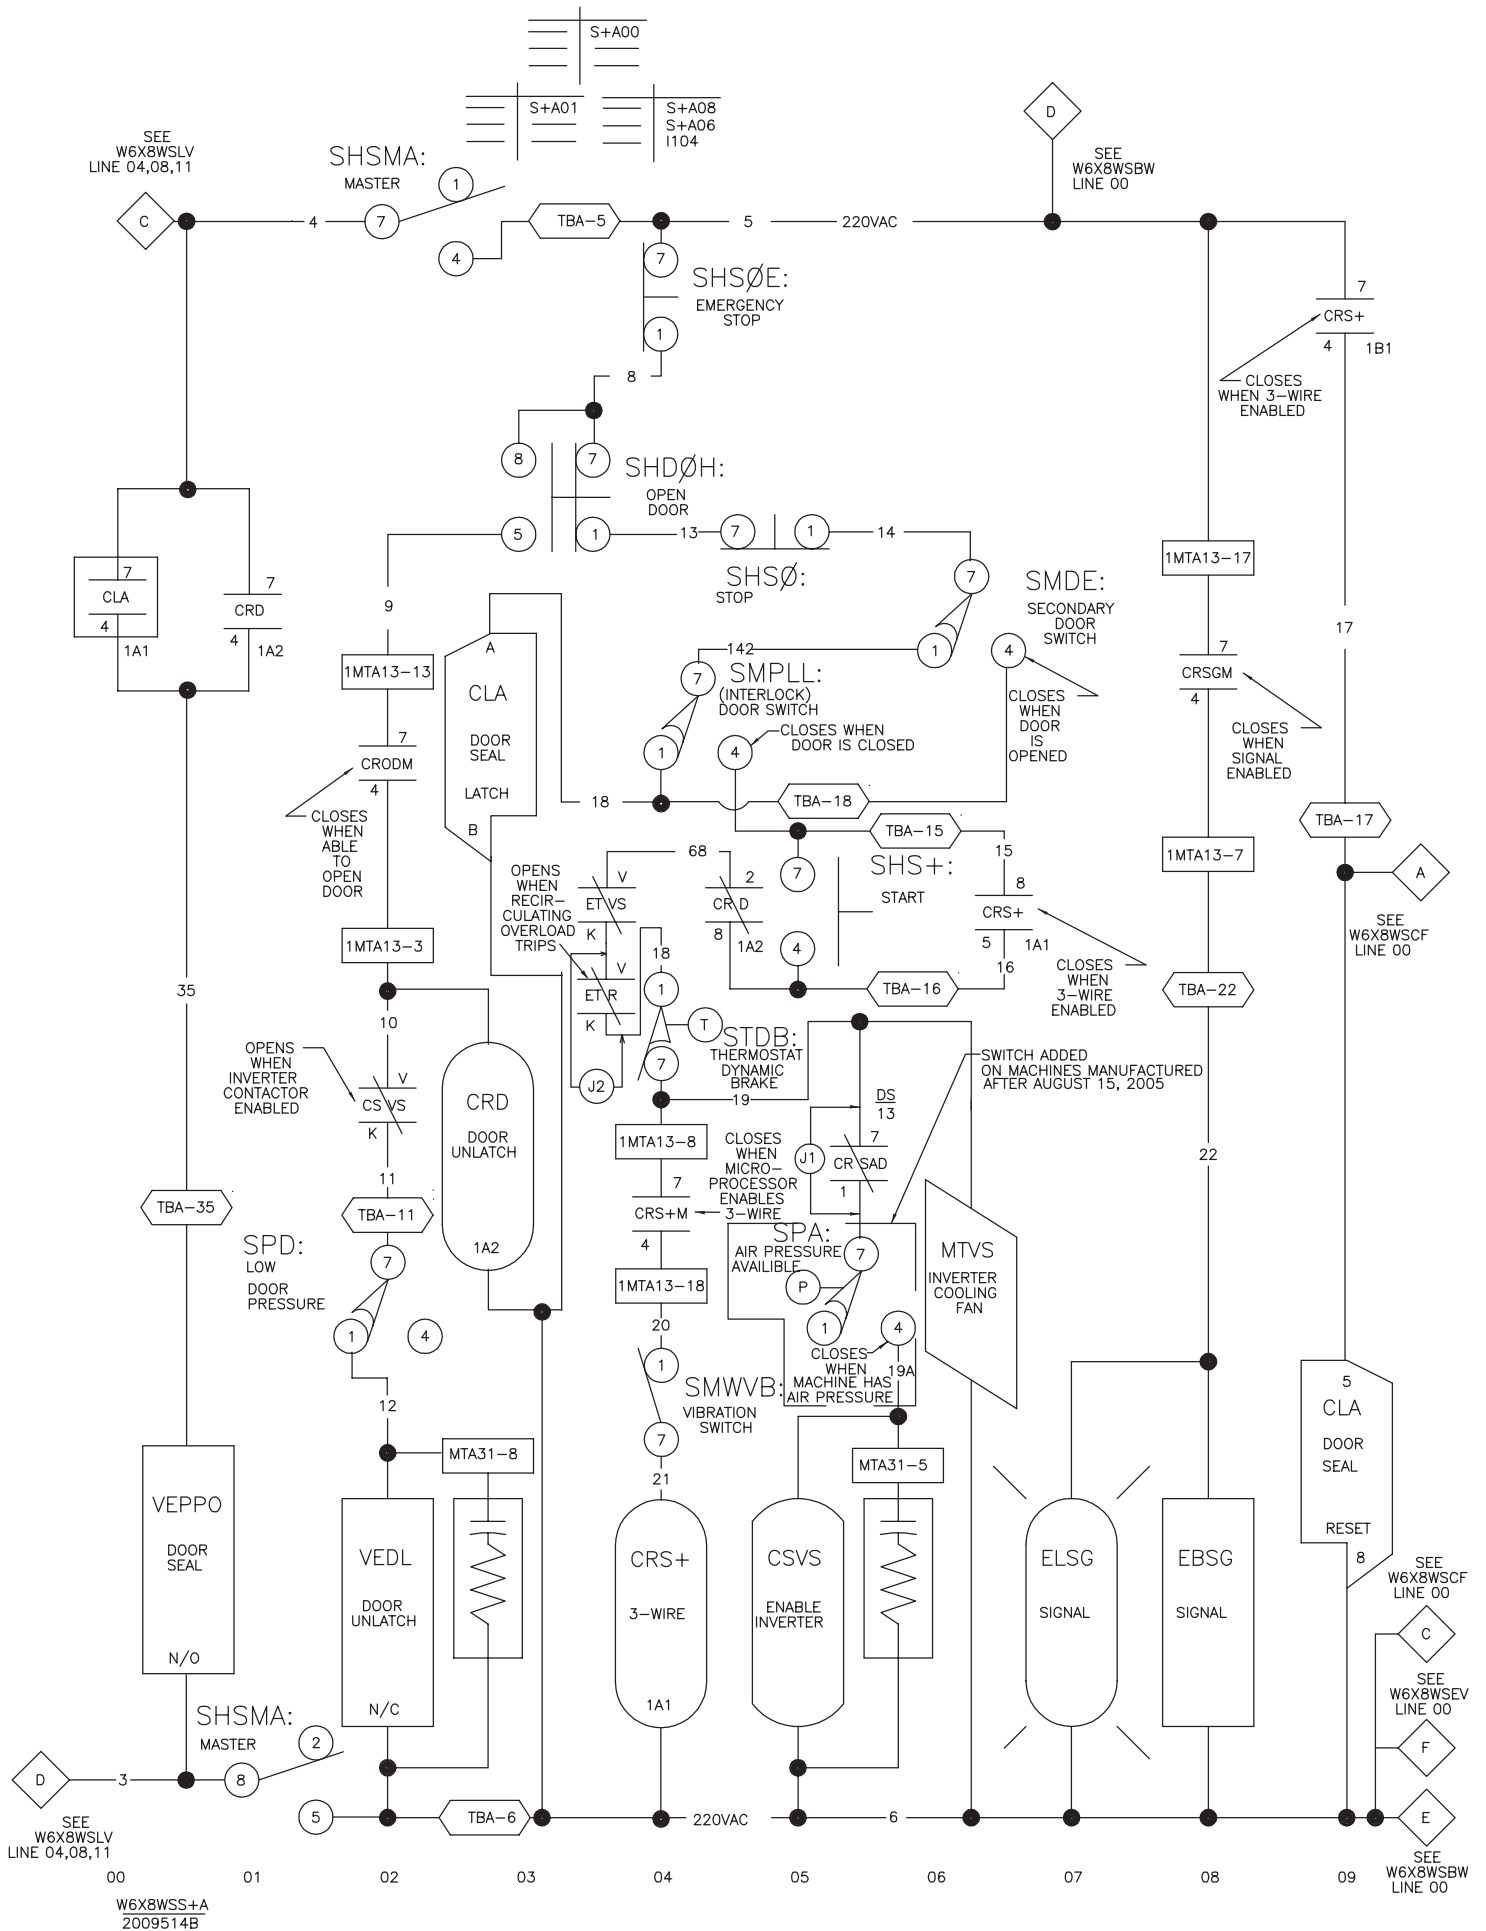 S+A00
S+A01
S+A08
S+A06
I104
SEE
W6X8WSLV
LINE 04,08,11
SHSMA:
MASTER
1
C
4
7
4
TBA-5
5
220VAC
D
SEE
W6X8WSBW
LINE 00
7
SHSØE:
EMERGENCY
STOP
1
8
7
CRS+
4
1B1
CLOSES
WHEN 3-WIRE
ENABLED
8
7
SHDØH:
OPEN
DOOR
5
1
13
7
1
14
SHSØ:
STOP
7
SMDE:
SECONDARY
DOOR
SWITCH
1
4
142
1MTA13-17
7
CLA
4
1A1
7
CRD
4
1A2
9
1MTA13-13
A
CLA
DOOR
SEAL
LATCH
B
7
SMPLL:
(INTERLOCK)
DOOR SWITCH
1
4
CLOSES WHEN
DOOR IS CLOSED
CLOSES
WHEN
DOOR
IS
OPENED
7
CRSGM
4
CLOSES
WHEN
SIGNAL
ENABLED
17
7
CRODM
4
CLOSES
WHEN
ABLE
TO
OPEN
DOOR
18
TBA-18
TBA-15
15
TBA-17
1MTA13-7
A
SEE
W6X8WSCF
LINE 00
68
OPENS
WHEN
RECIR-
CULATING
OVERLOAD
TRIPS
V
ET VS
K
2
CR D
8
1A2
7
SHS+:
START
4
8
CRS+
5
1A1
16
CLOSES
WHEN
3-WIRE
ENABLED
1MTA13-3
18
V
ET R
K
1
T
TBA-16
TBA-22
35
10
J2
7
STDB:
THERMOSTAT
DYNAMIC
BRAKE
SWITCH ADDED
ON MACHINES MANUFACTURED
AFTER AUGUST 15, 2005
OPENS
WHEN
INVERTER
CONTACTOR
ENABLED
V
CS VS
K
CRD
DOOR
UNLATCH
1A2
19
DS
13
1MTA13-8
CLOSES
WHEN
MICRO-
PROCESSOR
ENABLES
3-WIRE
J1
7
CR SAD
1
22
11
7
CRS+M
4
TBA-35
TBA-11
SPD:
LOW
DOOR
PRESSURE
7
1
4
1MTA13-18
SPA:
AIR PRESSURE
AVAILIBLE
7
P
1
4
MTVS
INVERTER
COOLING
FAN
20
1
SMWVB:
VIBRATION
SWITCH
7
CLOSES
WHEN
MACHINE HAS
AIR PRESSURE
19A
12
MTA31-8
21
MTA31-5
5
CLA
DOOR
SEAL
RESET
8
VEPPO
DOOR
SEAL
N/O
VEDL
DOOR
UNLATCH
N/C
CRS+
3-WIRE
1A1
CSVS
ENABLE
INVERTER
ELSG
SIGNAL
EBSG
SIGNAL
SEE
W6X8WSCF
LINE 00
C
SEE
W6X8WSEV
LINE 00
F
SHSMA:
MASTER
2
D
3
8
5
TBA-6
220VAC
6
E
SEE
W6X8WSLV
LINE 04,08,11
SEE
W6X8WSBW
LINE 00
00
01
02
03
04
05
06
07
08
09
W6X8WSS+A
2009514B